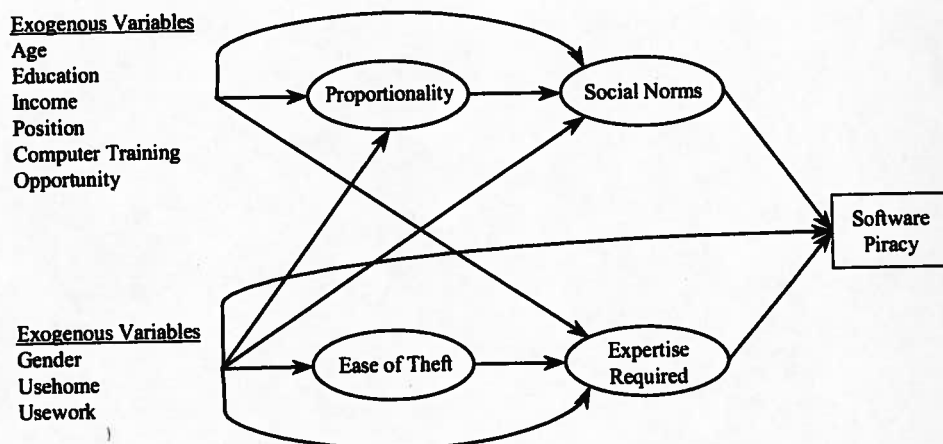 Exogenous Variables
Age
Education
Income
Position
Computer Training
Opportunity
Proportionality
Social Norms
Software
Piracy
Exogenous Variables
Gender
Usehome
Usework
Ease of Theft
Expertise
Required